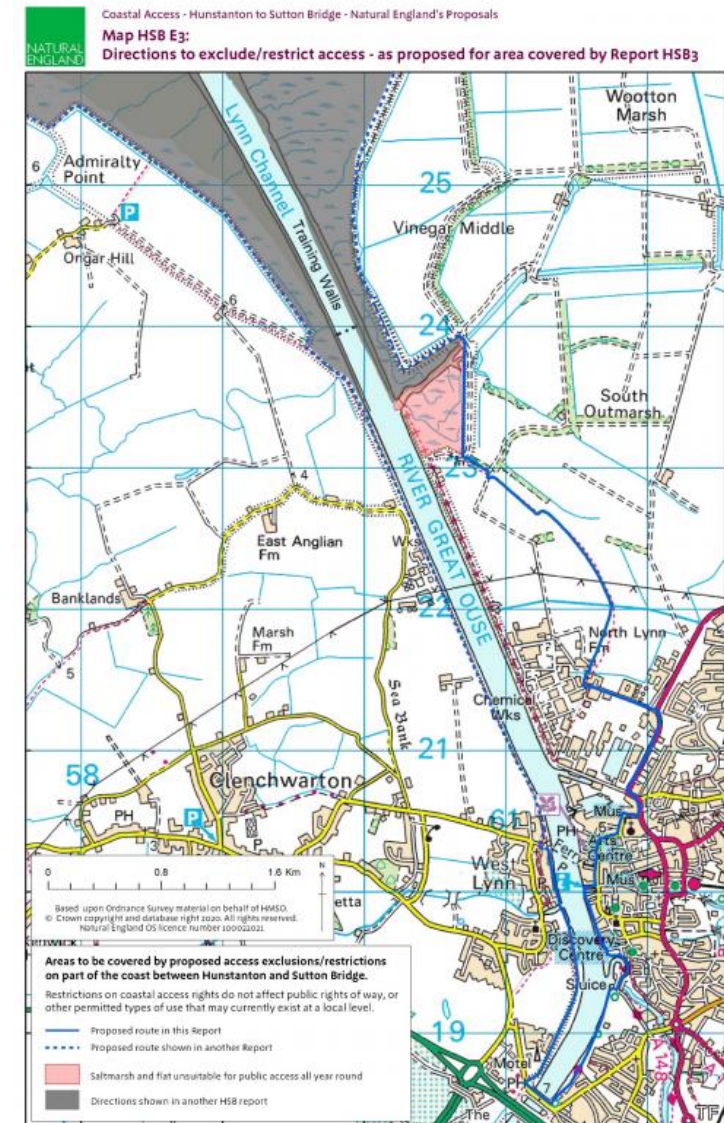 NATURAL
ENGLAND
Coastal Access - Hunstanton to Sutton Bridge - Natural England's Proposals
Map HSB E3:
Directions to exclude/restrict access - as proposed for area covered by Report HSB3
Wootton
Marsh
6
Admiralty
Point
P
Ongar Hill
Lynn Channel
Training Walls
25
Vinegar Middle
6
24
South
Outmarsh
23
RIVER GREAT OUSE
4
East Anglian
Fm
Wks
Banklands
22
5
Marsh
Fm
North Lynn
Fm
Sea Bank
Chemical
Wks
21
58
Clenchwarton
61
PH
P
3
P
Mus
PH
Ferry
P
Arts
Centre
West
Lynn
Mus
0
0.8
1.6 Km
N
Based upon Ordnance Survey material on behalf of HMSO.
© Crown copyright and database right 2020. All rights reserved.
Natural England OS licence number 100022021
etta
Discovery
Centre
Sluice
Areas to be covered by proposed access exclusions/restrictions
on part of the coast between Hunstanton and Sutton Bridge.
Restrictions on coastal access rights do not affect public rights of way, or
other permitted types of use that may currently exist at a local level.
Proposed route in this Report
Proposed route shown in another Report
Saltmarsh and flat unsuitable for public access all year round
Directions shown in another HSB report
19
A 148
Motel
PH
7
The
TF